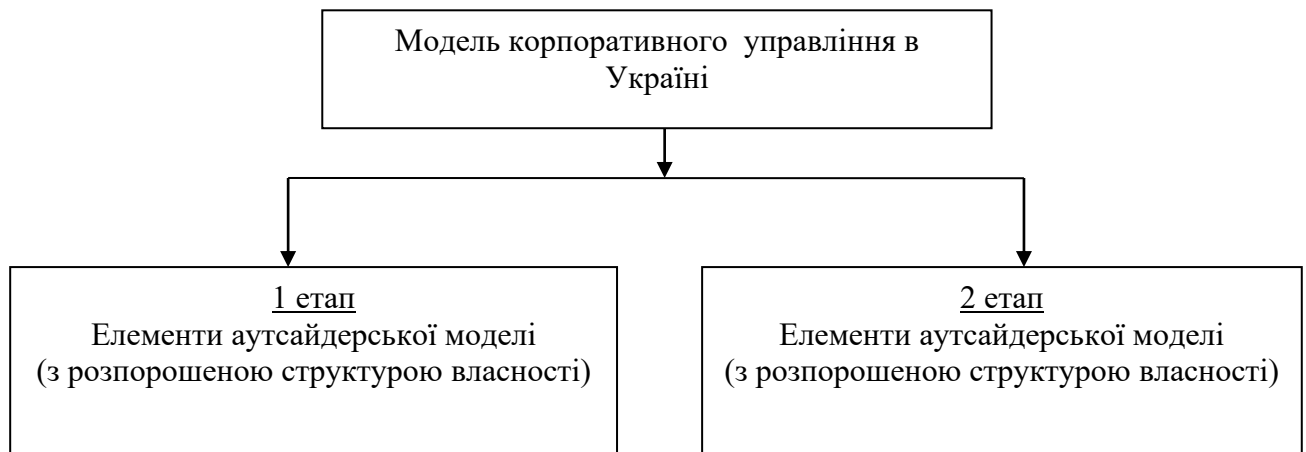 Модель корпоративного управління в
Україні
1 етап
Елементи аутсайдерської моделі
(з розпорошеною структурою власності)
2 етап
Елементи аутсайдерської моделі
(з розпорошеною структурою власності)